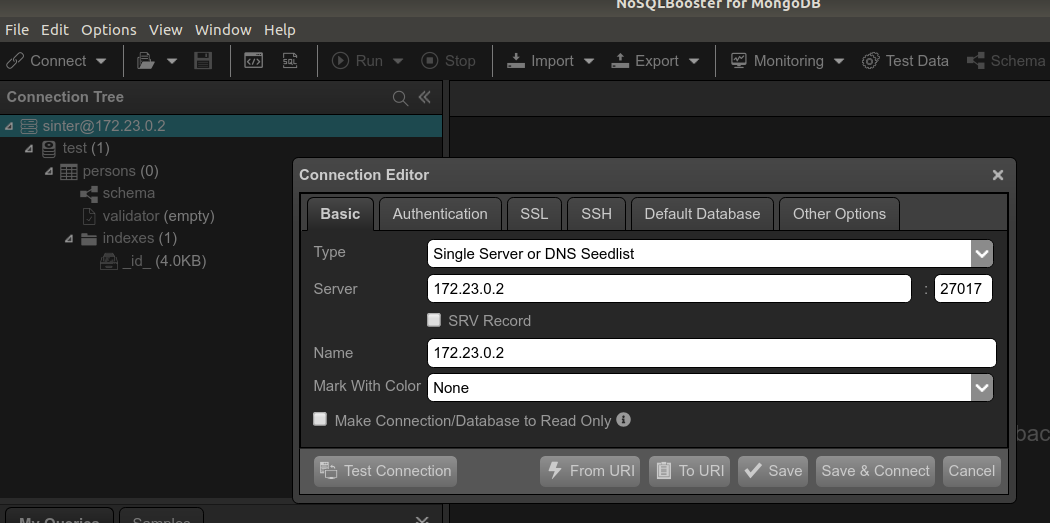 NoSQLBooster for MongoDB
File Edit Options View Window Help
Connect Run Stop Import Export Monitoring Test Data Schema
Connection Tree
sinter@172.23.0.2
test (1)
persons (0)
schema
validator (empty)
indexes (1)
_id_ (4.0KB)
Connection Editor
Basic Authentication SSL SSH Default Database Other Options
Type Single Server or DNS Seedlist
Server 172.23.0.2 : 27017
SRV Record
Name 172.23.0.2
Mark With Color None
Make Connection/Database to Read Only
bac
Test Connection From URI To URI Save Save & Connect Cancel
My Queries Samples